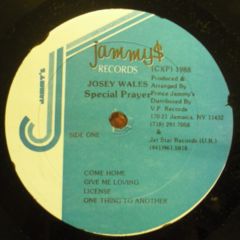 jammy$
RECORDS
(C)(P) 1988
JOSEY WALES
Special Prayer
Produced &
Arranged By
Prince Jammy's
Distributed By
V.P. Records
170-21 Jamaica, NY 11432
(718) 291-7058
&
Jet Star Records (U.K.)
JAMMY'S
SIDE ONE
COME HOME
GIVE ME LOVING
LICENSE
ONE THING TO ANOTHER